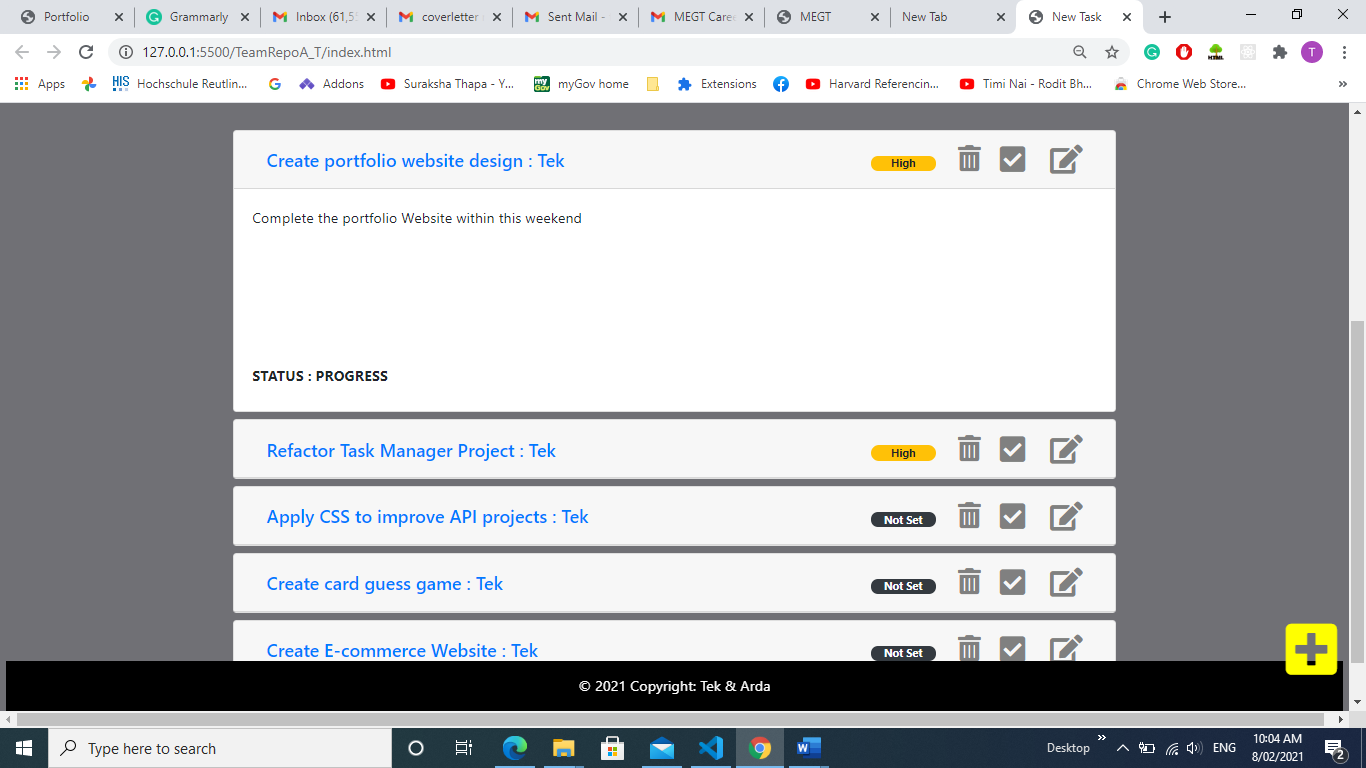 Portfolio Grammarly Inbox (61,5 coverletter Sent Mail - MEGT Care MEGT New Tab New Task
127.0.0.1:5500/TeamRepoA_T/index.html
Apps HIS Hochschule Reutlin... Addons Suraksha Thapa - Y... my Gov myGov home Extensions Harvard Referencin... Timi Nai - Rodit Bh... Chrome Web Store... »
Create portfolio website design : Tek High
Complete the portfolio Website within this weekend
STATUS : PROGRESS
Refactor Task Manager Project : Tek High
Apply CSS to improve API projects : Tek Not Set
Create card guess game : Tek Not Set
Create E-commerce Website : Tek Not Set
© 2021 Copyright: Tek & Arda
Type here to search Desktop » ENG 10:04 AM
8/02/2021 2